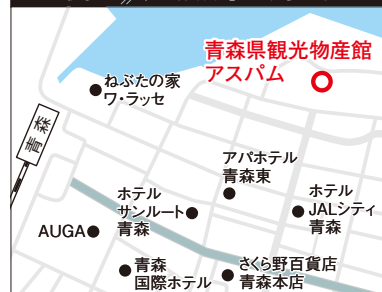 青森県観光物産館
アスパム
ねぶたの家
ワ・ラッセ
青森
アパホテル
青森東
ホテル
サンルート
青森
ホテル
JALシティ
青森
AUGA
青森
国際ホテル
さくら野百貨店
青森本店